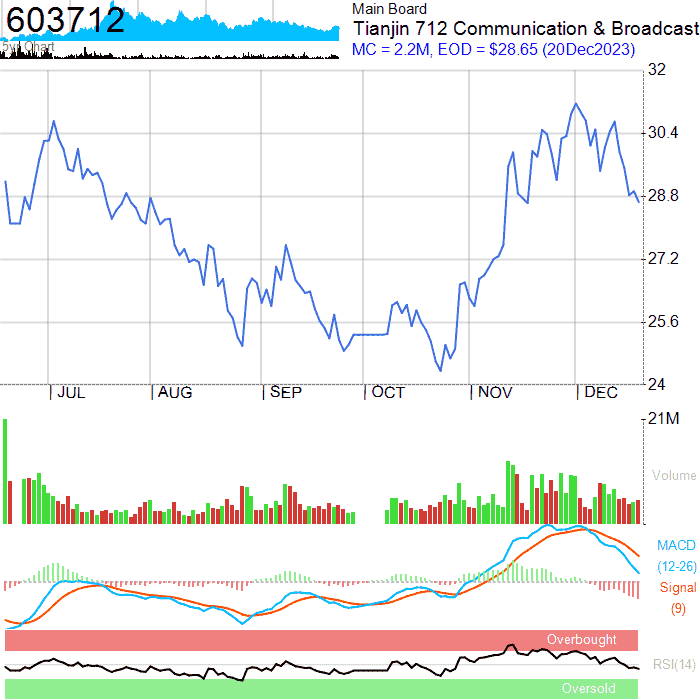 603712
5yr Chart
Main Board
Tianjin 712 Communication & Broadcast
MC = 2.2M, EOD = $28.65 (20Dec2023)
32
30.4
28.8
27.2
25.6
24
JUL
AUG
SEP
OCT
NOV
DEC
21M
Volume
MACD
(12-26)
Signal
(9)
Overbought
RSI(14)
Oversold